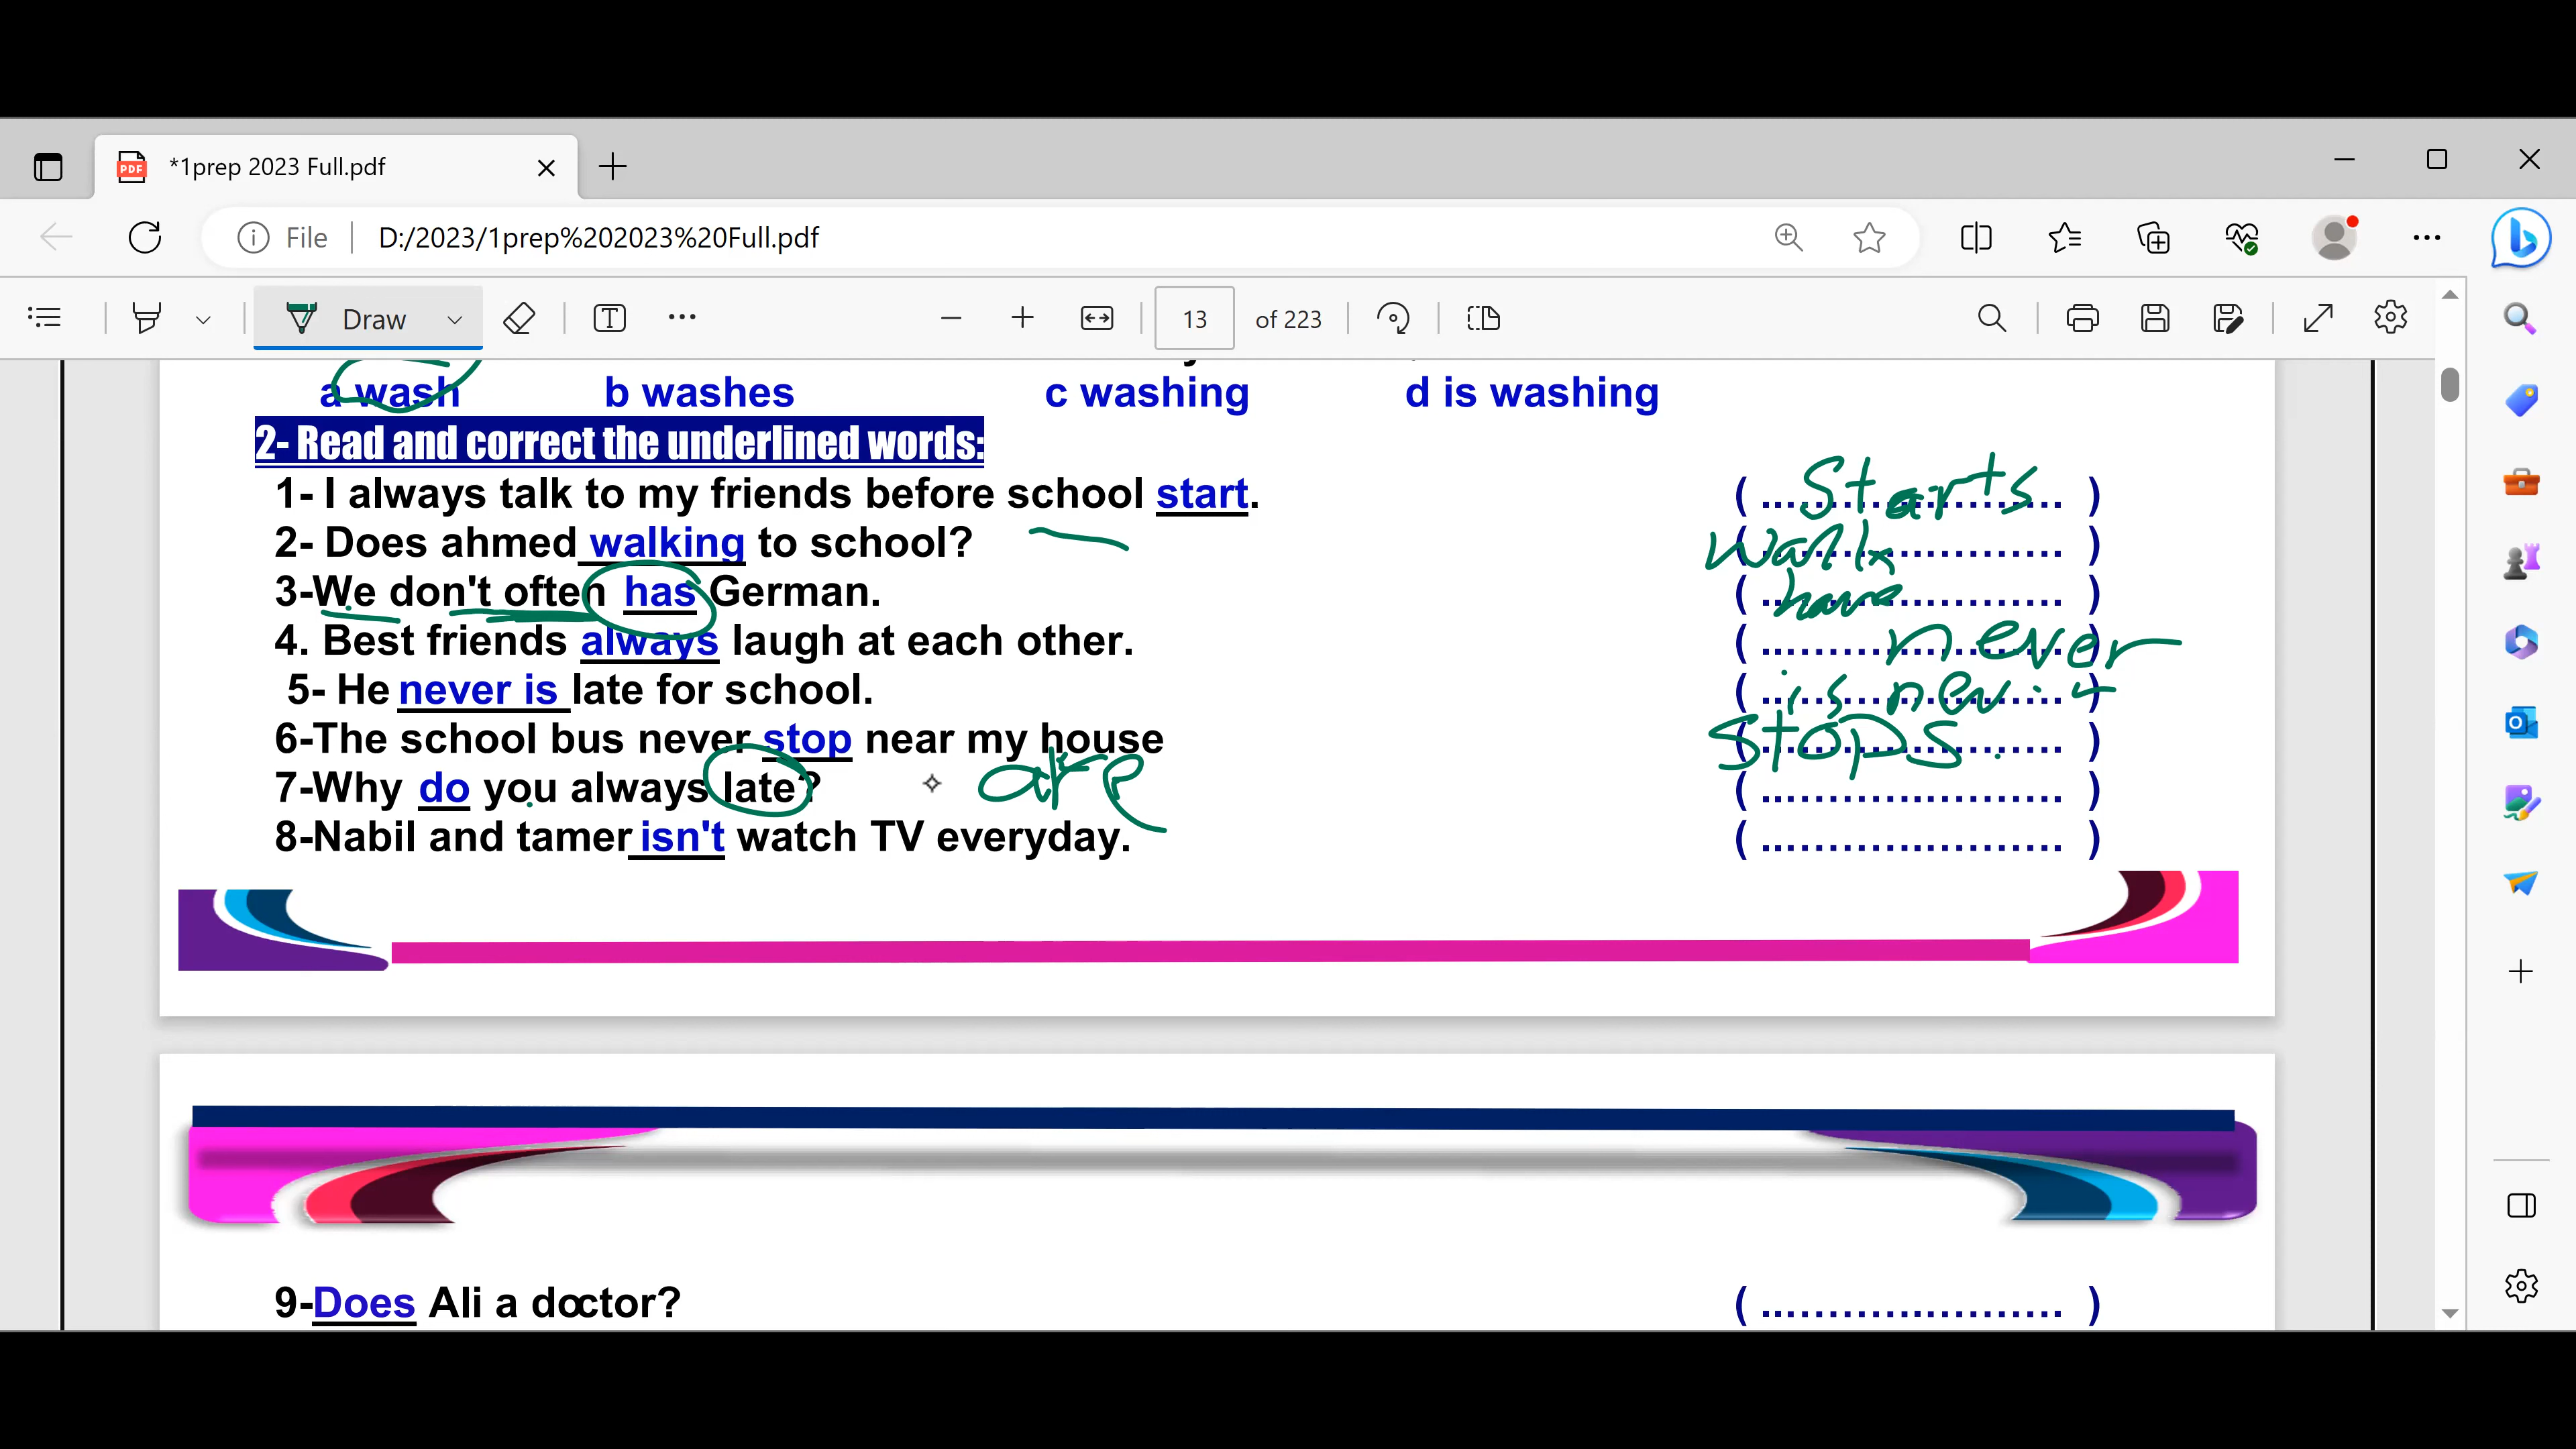 *1prep 2023 Full.pdf
File
D:/2023/1prep%202023%20Full.pdf
Draw
13 of 223
a wash b washes c washing d is washing
2- Read and correct the underlined words:
1- I always talk to my friends before school start. (...................... ) Starts
2- Does ahmed walking to school? (...................... ) walk
3-We don't often has German. (...................... ) have
4. Best friends always laugh at each other. (...................... ) never
5- He never is late for school. (...................... ) is never
6-The school bus never stop near my house (...................... ) stops.
7-Why do you always late? are (...................... )
8-Nabil and tamer isn't watch TV everyday. (...................... )
9-Does Ali a doctor? (...................... )